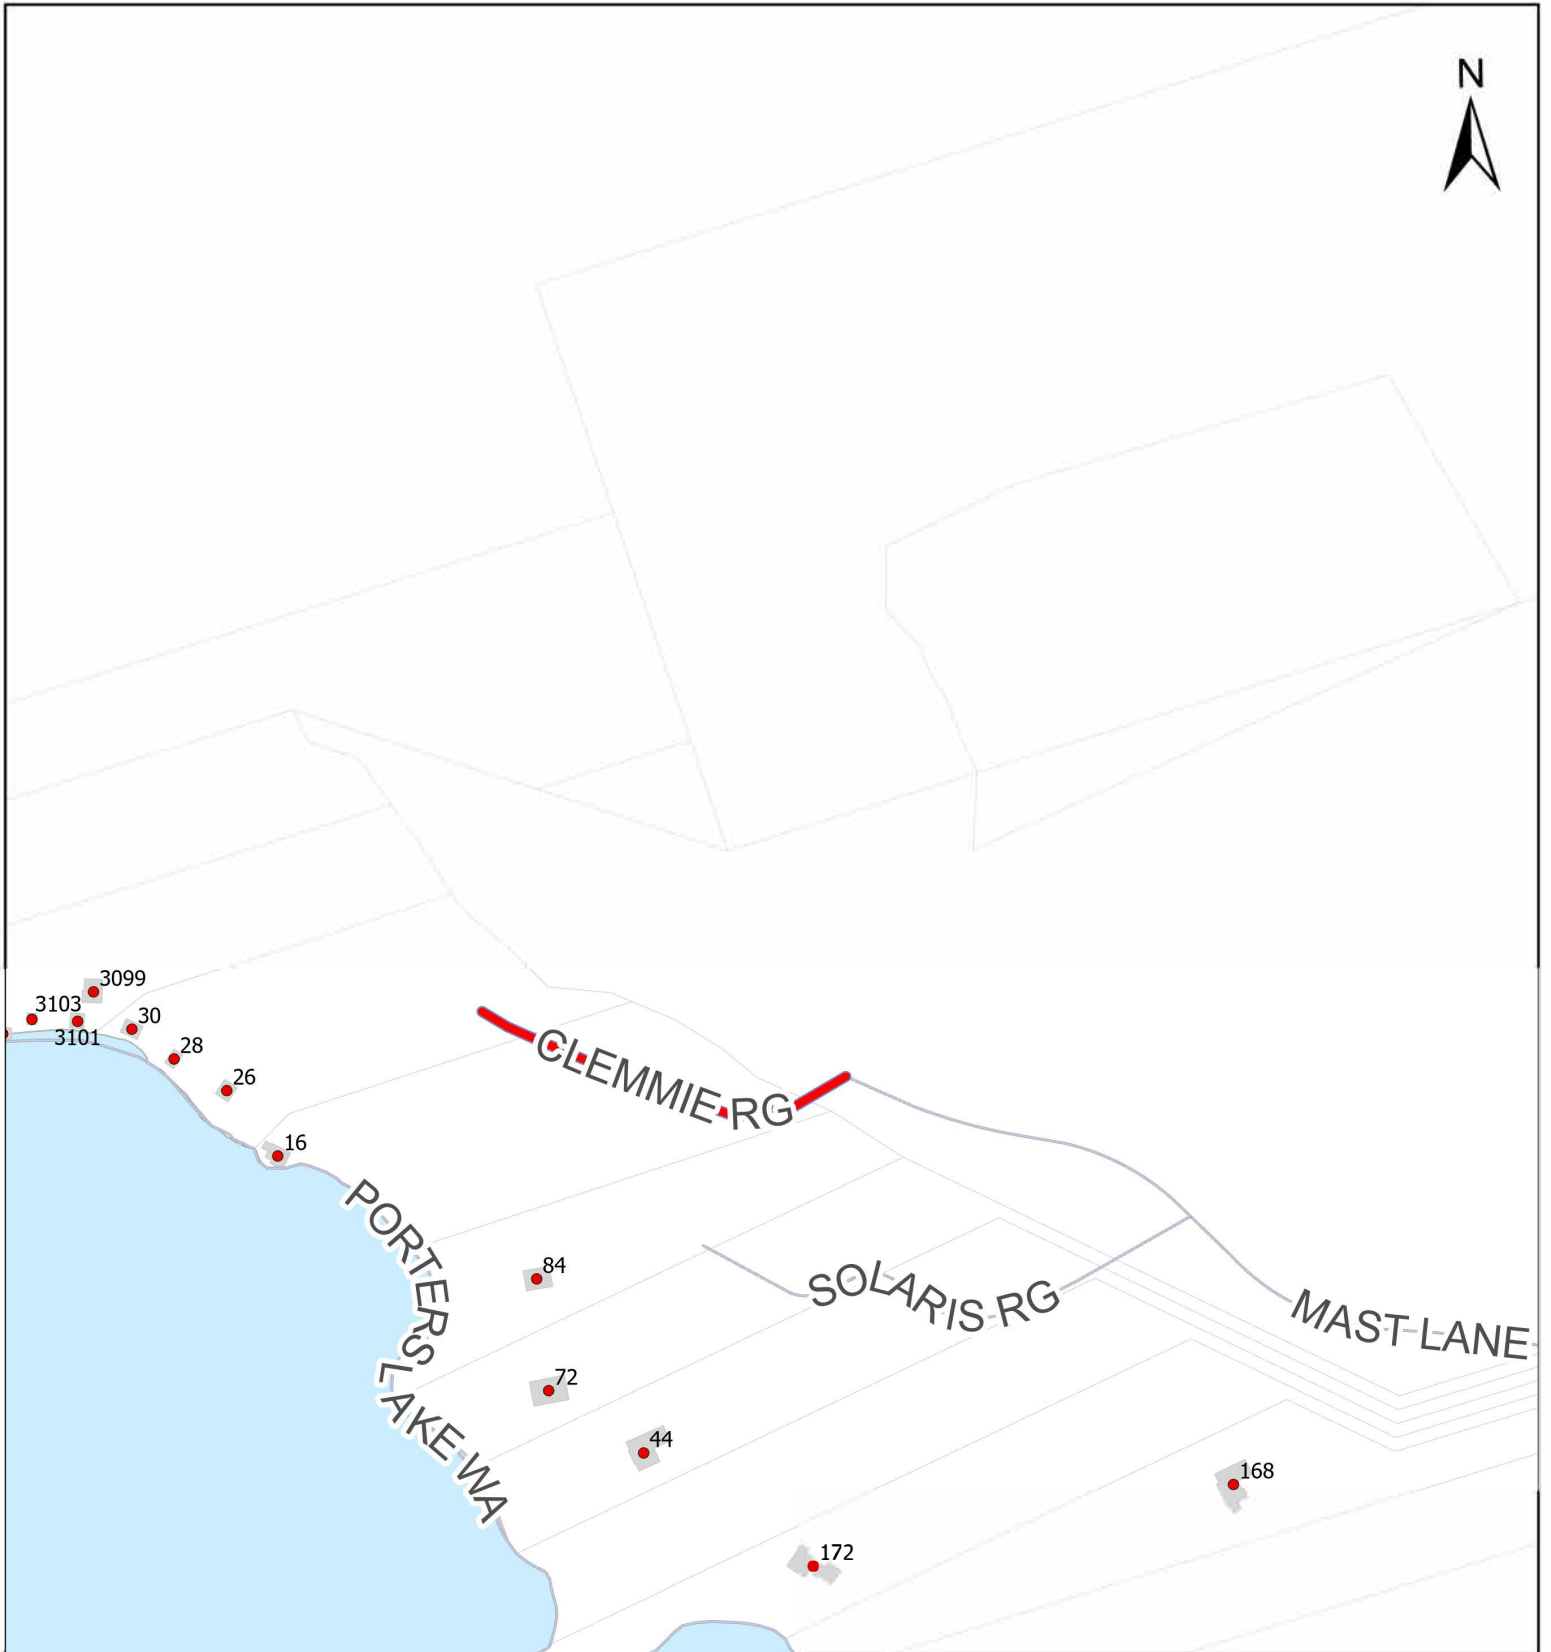 N
3099
3103
3101
30
28
26
16
CLEMMIE RG
PORTERS LAKE WA
84
SOLARIS RG
MAST LANE
72
44
168
172